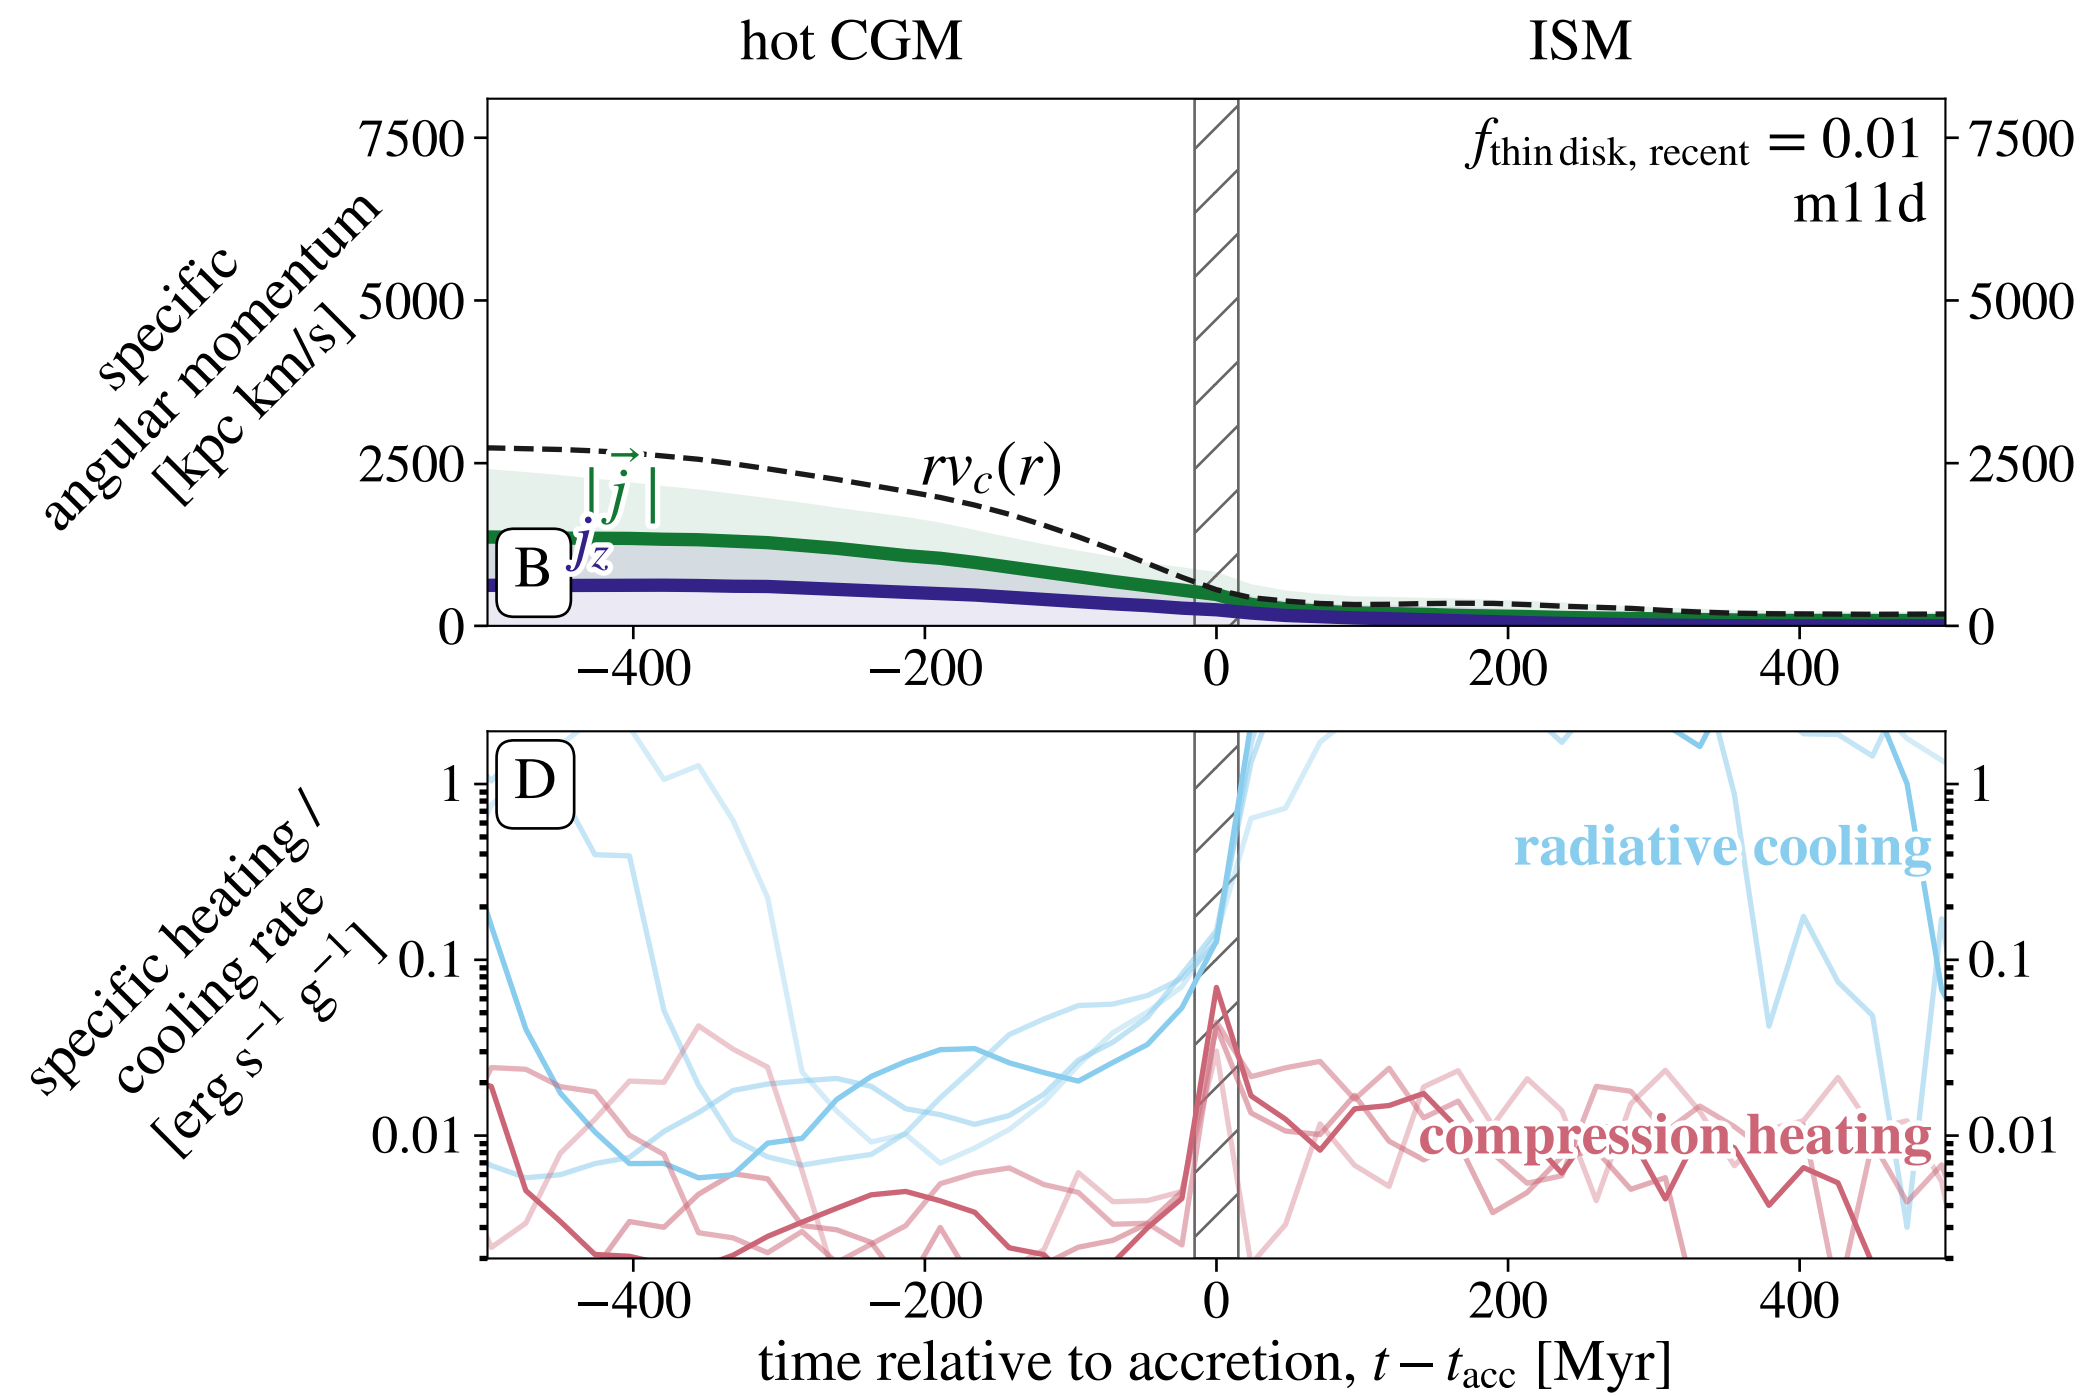 hot CGM
ISM
7500
5000
2500
0
specific
angular momentum
[kpc km/s]
f_thin disk, recent = 0.01
m11d
rv_c(r)
|j⃗|
j_z
B
7500
5000
2500
0
−400
−200
0
200
400
D
1
0.1
0.01
specific heating /
cooling rate
[erg s⁻¹ g⁻¹]
radiative cooling
compression heating
1
0.1
0.01
−400
−200
0
200
400
time relative to accretion, t − t_acc [Myr]